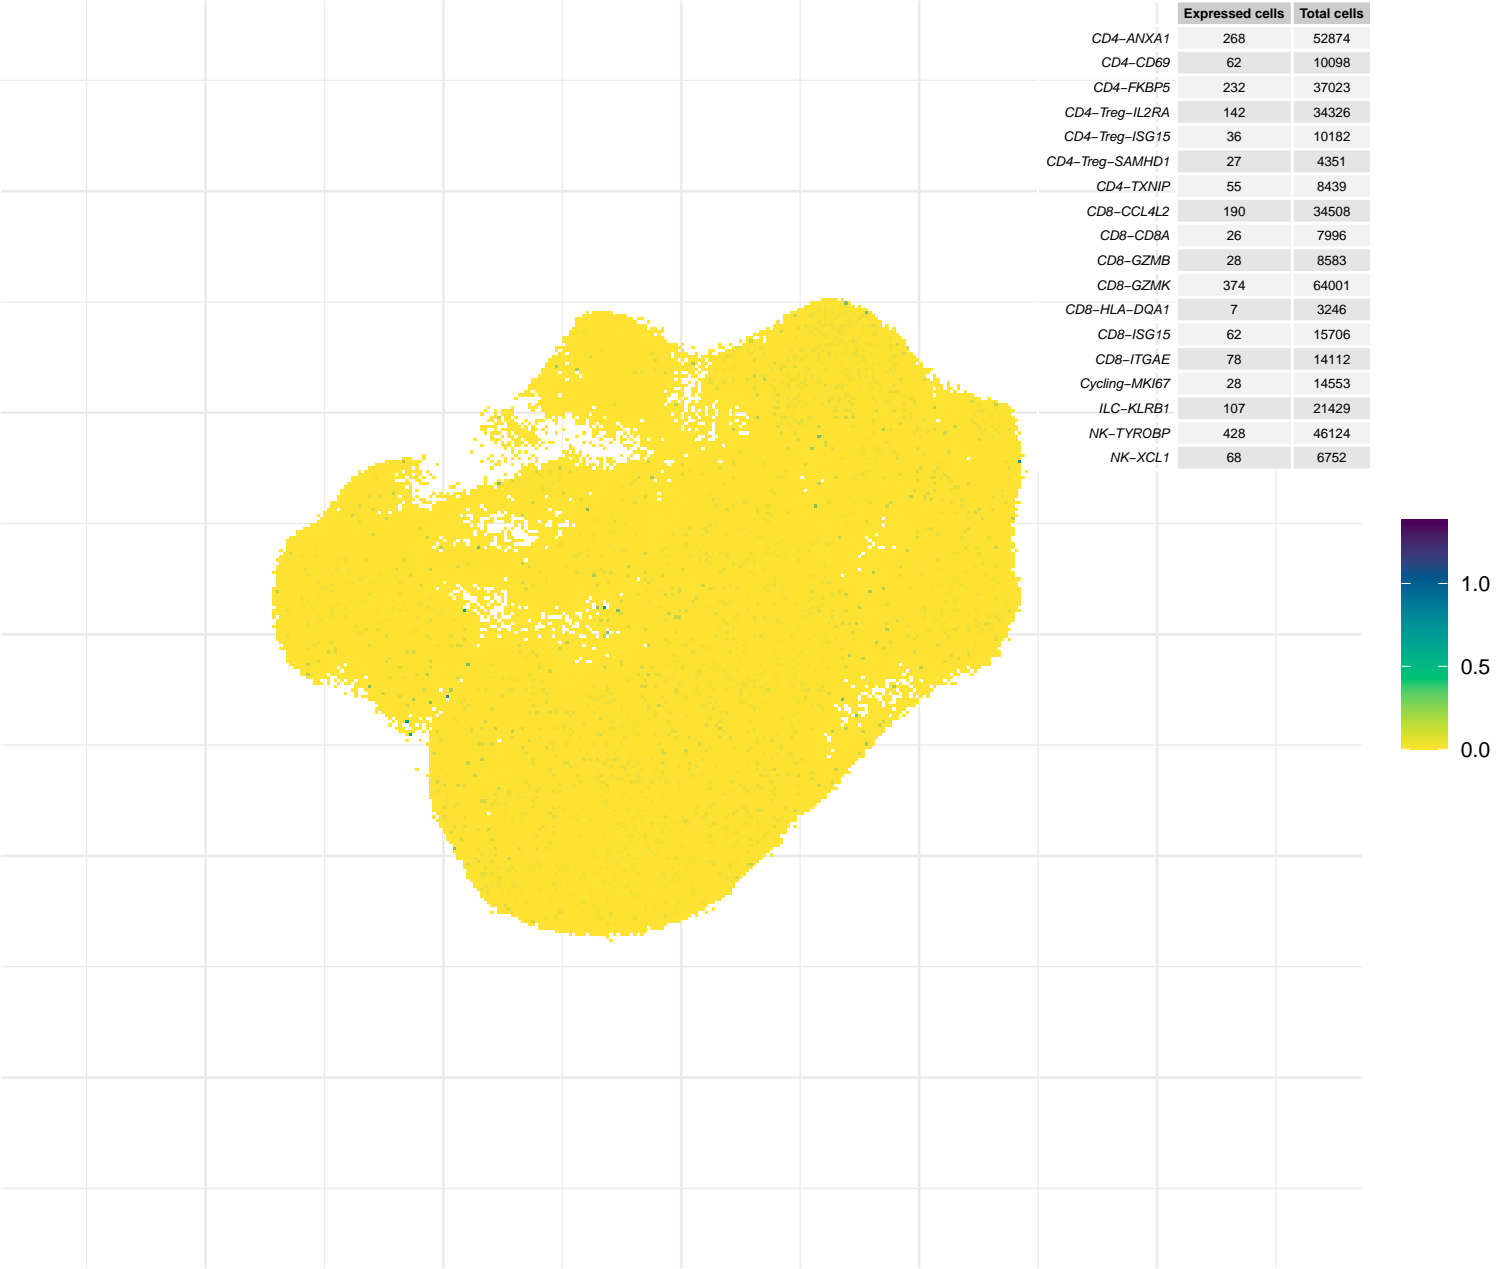 Expressed cells Total cells
CD4−ANXA1 268 52874
CD4−CD69 62 10098
CD4−FKBP5 232 37023
CD4−Treg−IL2RA 142 34326
CD4−Treg−ISG15 36 10182
CD4−Treg−SAMHD1 27 4351
CD4−TXNIP 55 8439
CD8−CCL4L2 190 34508
CD8−CD8A 26 7996
CD8−GZMB 28 8583
CD8−GZMK 374 64001
CD8−HLA−DQA1 7 3246
CD8−ISG15 62 15706
CD8−ITGAE 78 14112
Cycling−MKI67 28 14553
ILC−KLRB1 107 21429
NK−TYROBP 428 46124
NK−XCL1 68 6752
1.0
0.5
0.0